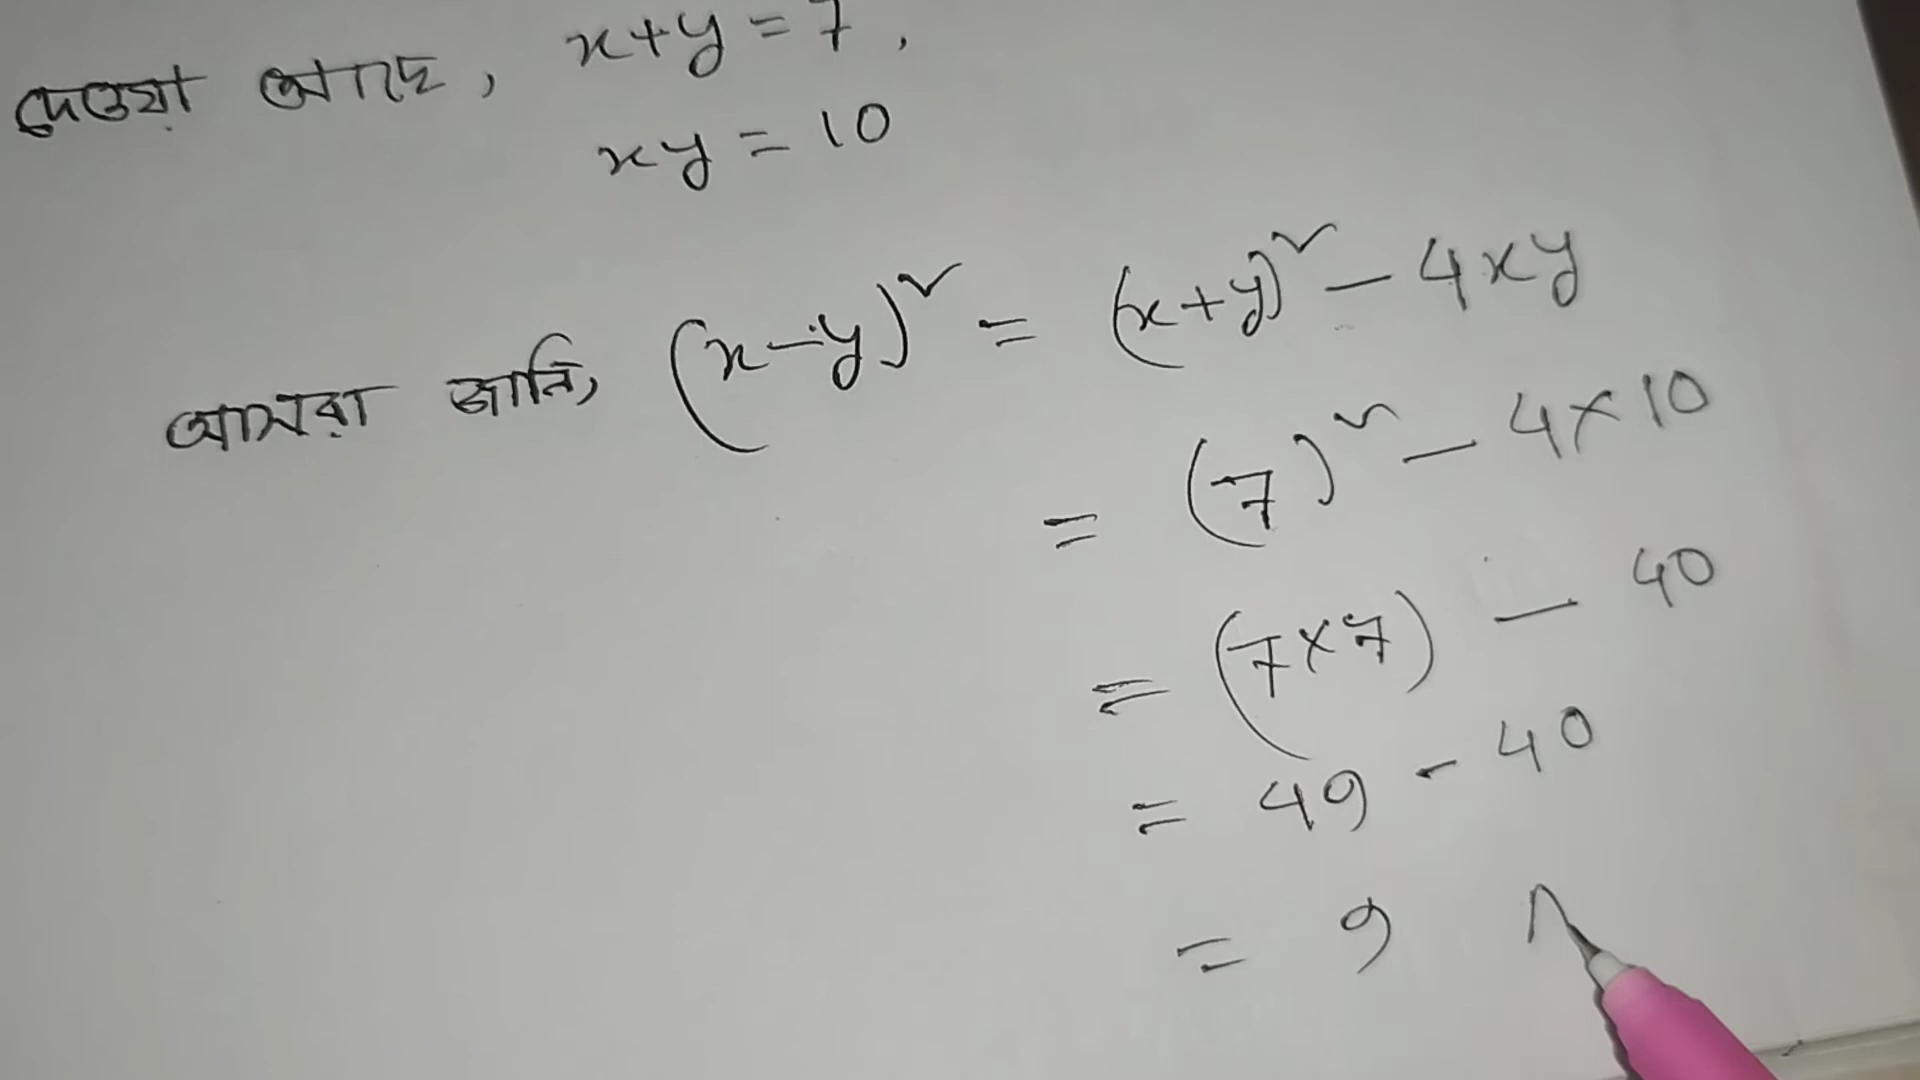 দেওয়া আছে, x+y = 7,
xy = 10
আমরা জানি, (x-y)² = (x+y)² - 4xy
= (7)² - 4×10
= (7×7) - 40
= 49 - 40
= 9